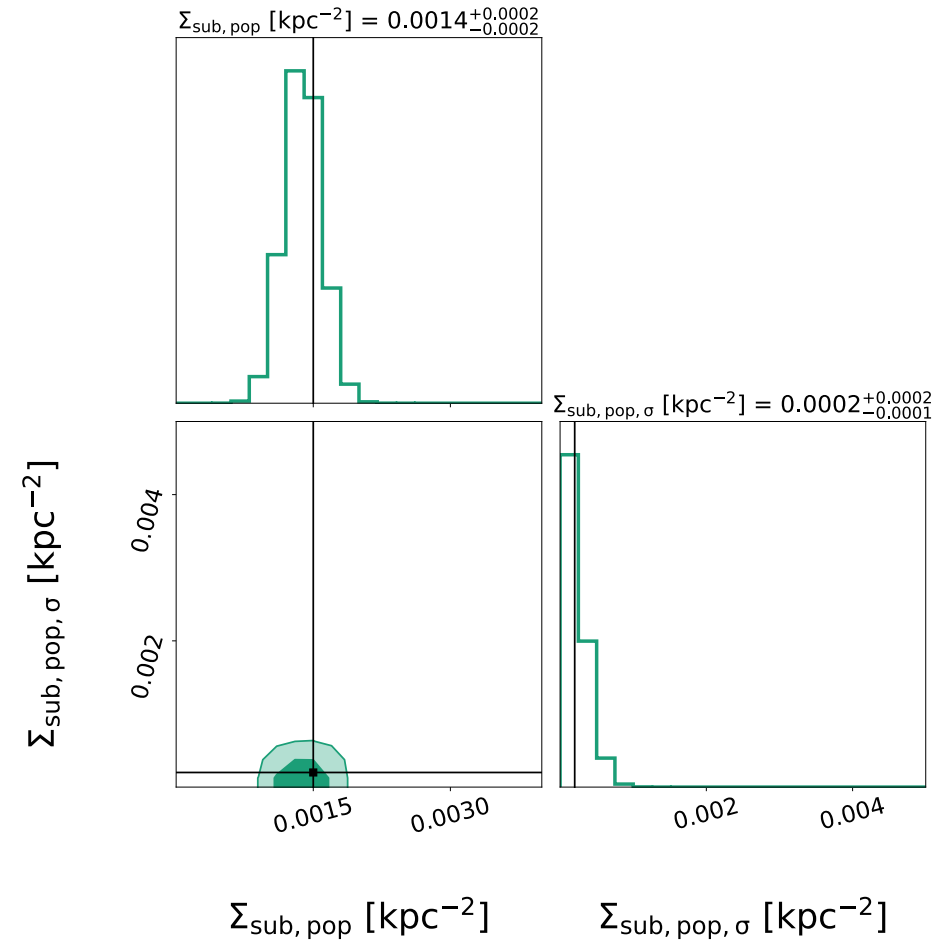 Σsub, pop [kpc⁻²] = 0.0014+0.0002−0.0002
Σsub, pop, σ [kpc⁻²] = 0.0002+0.0002−0.0001
Σsub, pop, σ [kpc⁻²]
0.004
0.002
0.0015
0.0030
0.002
0.004
Σsub, pop [kpc⁻²]
Σsub, pop, σ [kpc⁻²]